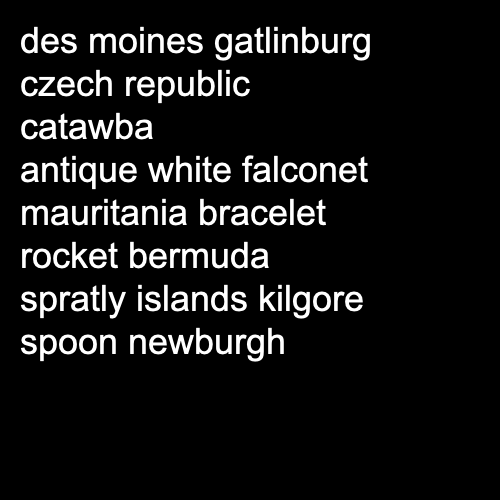 des moines gatlinburg
czech republic
catawba
antique white falconet
mauritania bracelet
rocket bermuda
spratly islands kilgore
spoon newburgh